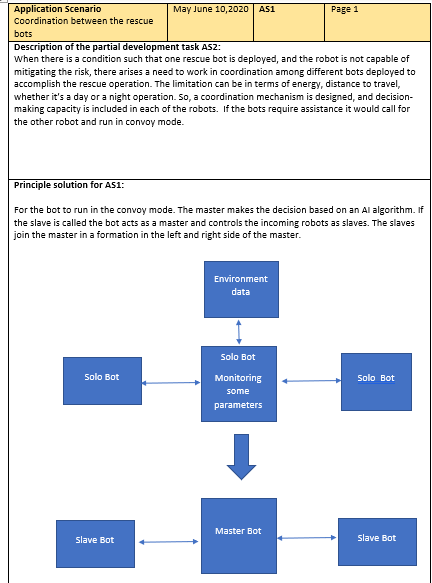 Application Scenario
Coordination between the rescue
bots
May June 10,2020
AS1
Page 1
Description of the partial development task AS2:
When there is a condition such that one rescue bot is deployed, and the robot is not capable of
mitigating the risk, there arises a need to work in coordination among different bots deployed to
accomplish the rescue operation. The limitation can be in terms of energy, distance to travel,
whether it's a day or a night operation. So, a coordination mechanism is designed, and decision-
making capacity is included in each of the robots.  If the bots require assistance it would call for
the other robot and run in convoy mode.
Principle solution for AS1:
For the bot to run in the convoy mode. The master makes the decision based on an AI algorithm. If
the slave is called the bot acts as a master and controls the incoming robots as slaves. The slaves
join the master in a formation in the left and right side of the master.
Environment
data
Solo Bot
Solo Bot
Monitoring
some
parameters
Solo Bot
Slave Bot
Master Bot
Slave Bot